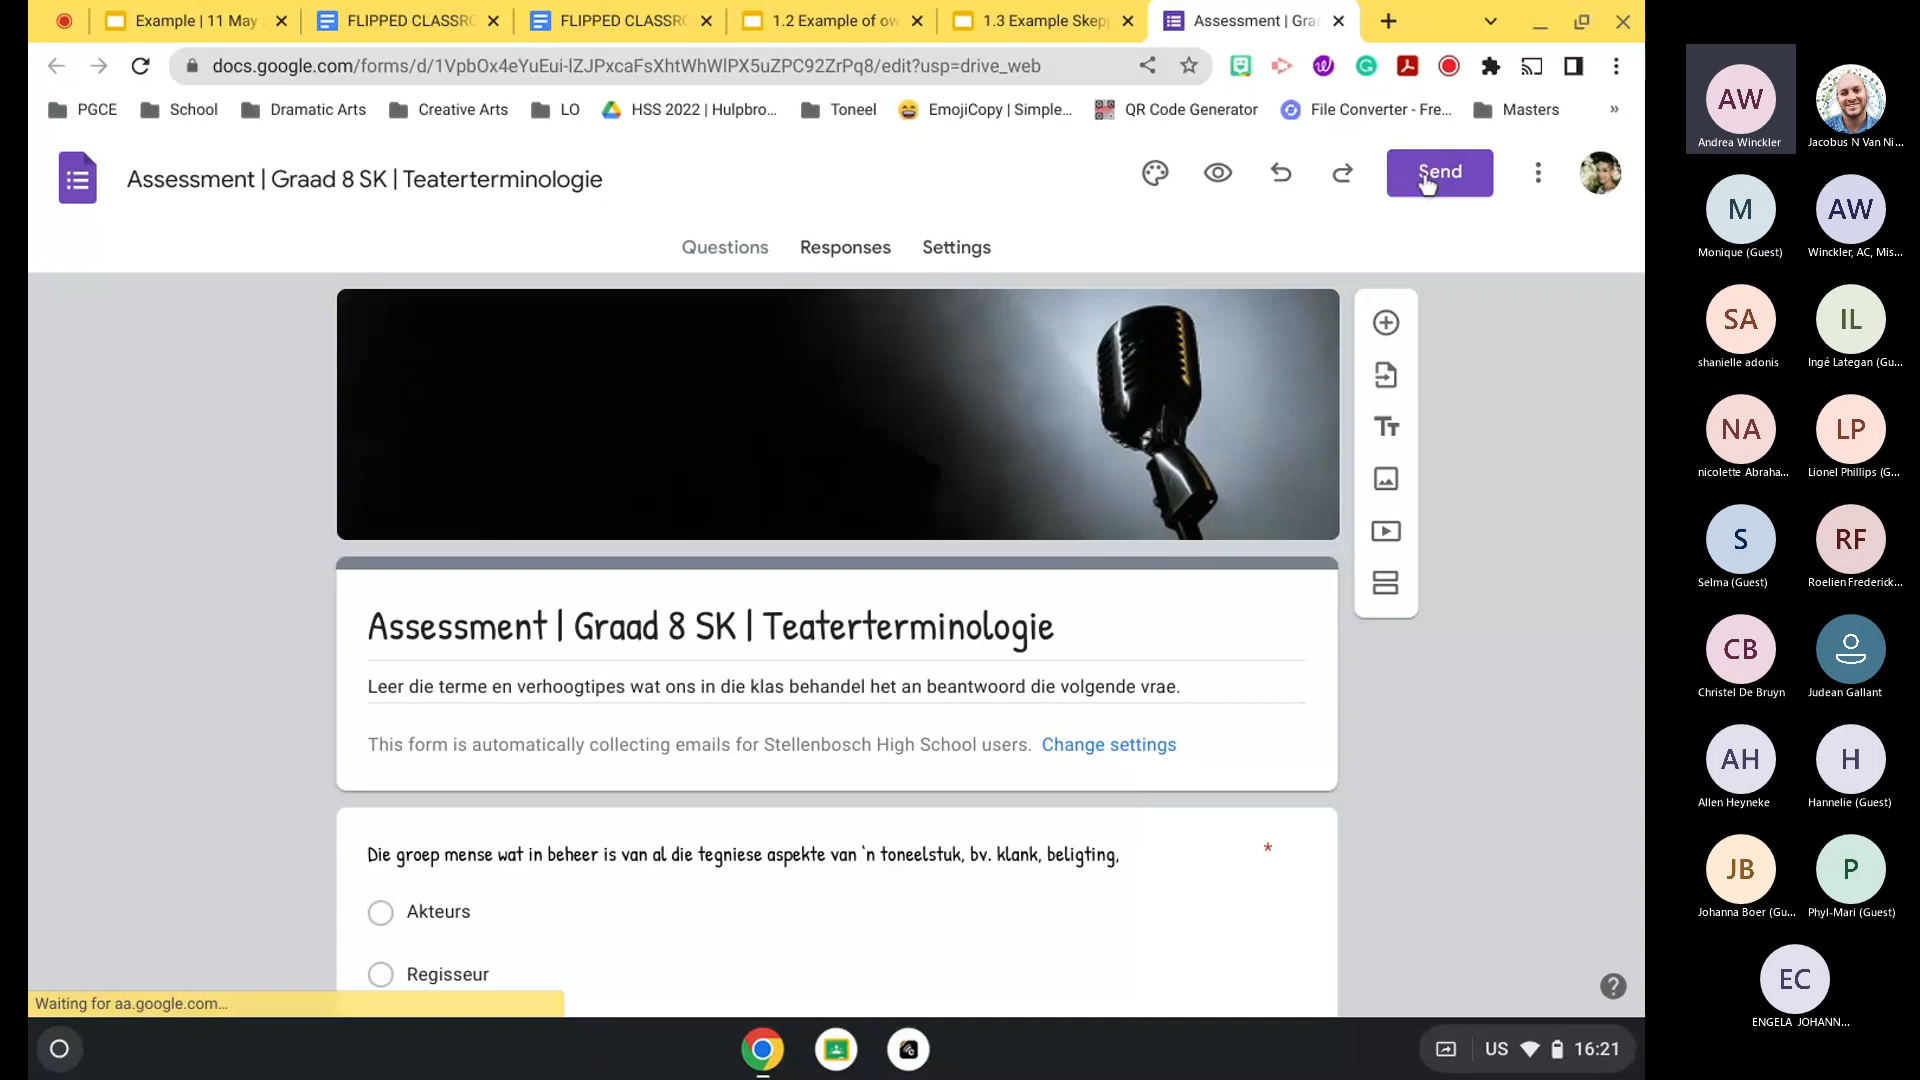 Example | 11 May
FLIPPED CLASSR
FLIPPED CLASSR
1.2 Example of ow
1.3 Example Skep
Assessment | Gra
docs.google.com/forms/d/1VpbOx4eYuEui-lZJPxcaFsXhtWhWlPX5uZPC92ZrPq8/edit?usp=drive_web
PGCE
School
Dramatic Arts
Creative Arts
LO
HSS 2022 | Hulpbro...
Toneel
EmojiCopy | Simple...
QR Code Generator
File Converter - Fre...
Masters
»
Assessment | Graad 8 SK | Teaterterminologie
Send
Questions
Responses
Settings
Assessment | Graad 8 SK | Teaterterminologie
Leer die terme en verhoogtipes wat ons in die klas behandel het an beantwoord die volgende vrae.
This form is automatically collecting emails for Stellenbosch High School users. Change settings
Die groep mense wat in beheer is van al die tegniese aspekte van 'n toneelstuk, bv. klank, beligting, *
Akteurs
Regisseur
Waiting for aa.google.com...
US 16:21
AW
Andrea Winckler
Jacobus N Van Ni...
M
Monique (Guest)
AW
Winckler, AC, Mis...
SA
shanielle adonis
IL
Ingé Lategan (Gu...
NA
nicolette Abraha...
LP
Lionel Phillips (G...
S
Selma (Guest)
RF
Roelien Frederick...
CB
Christel De Bruyn
Judean Gallant
AH
Allen Heyneke
H
Hannelie (Guest)
JB
Johanna Boer (Gu...
P
Phyl-Mari (Guest)
EC
ENGELA JOHANN...